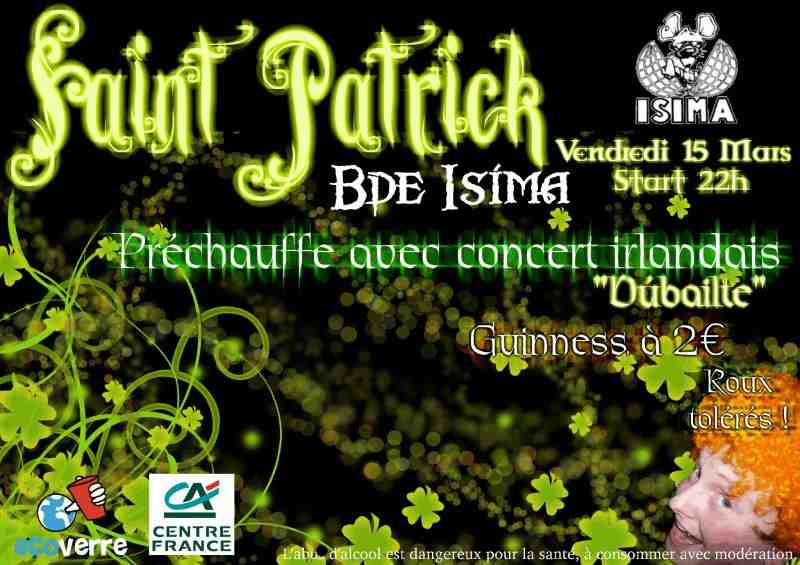 Saint Patrick
ISIMA
Vendredi 15 Mars
Start 22h
BDE ISIMA
Préchauffe avec concert irlandais
"Dúbailte"
Guinness à 2€
Roux
tolérés !
ecoverre
CA
CENTRE
FRANCE
L'abus d'alcool est dangereux pour la santé, à consommer avec modération.